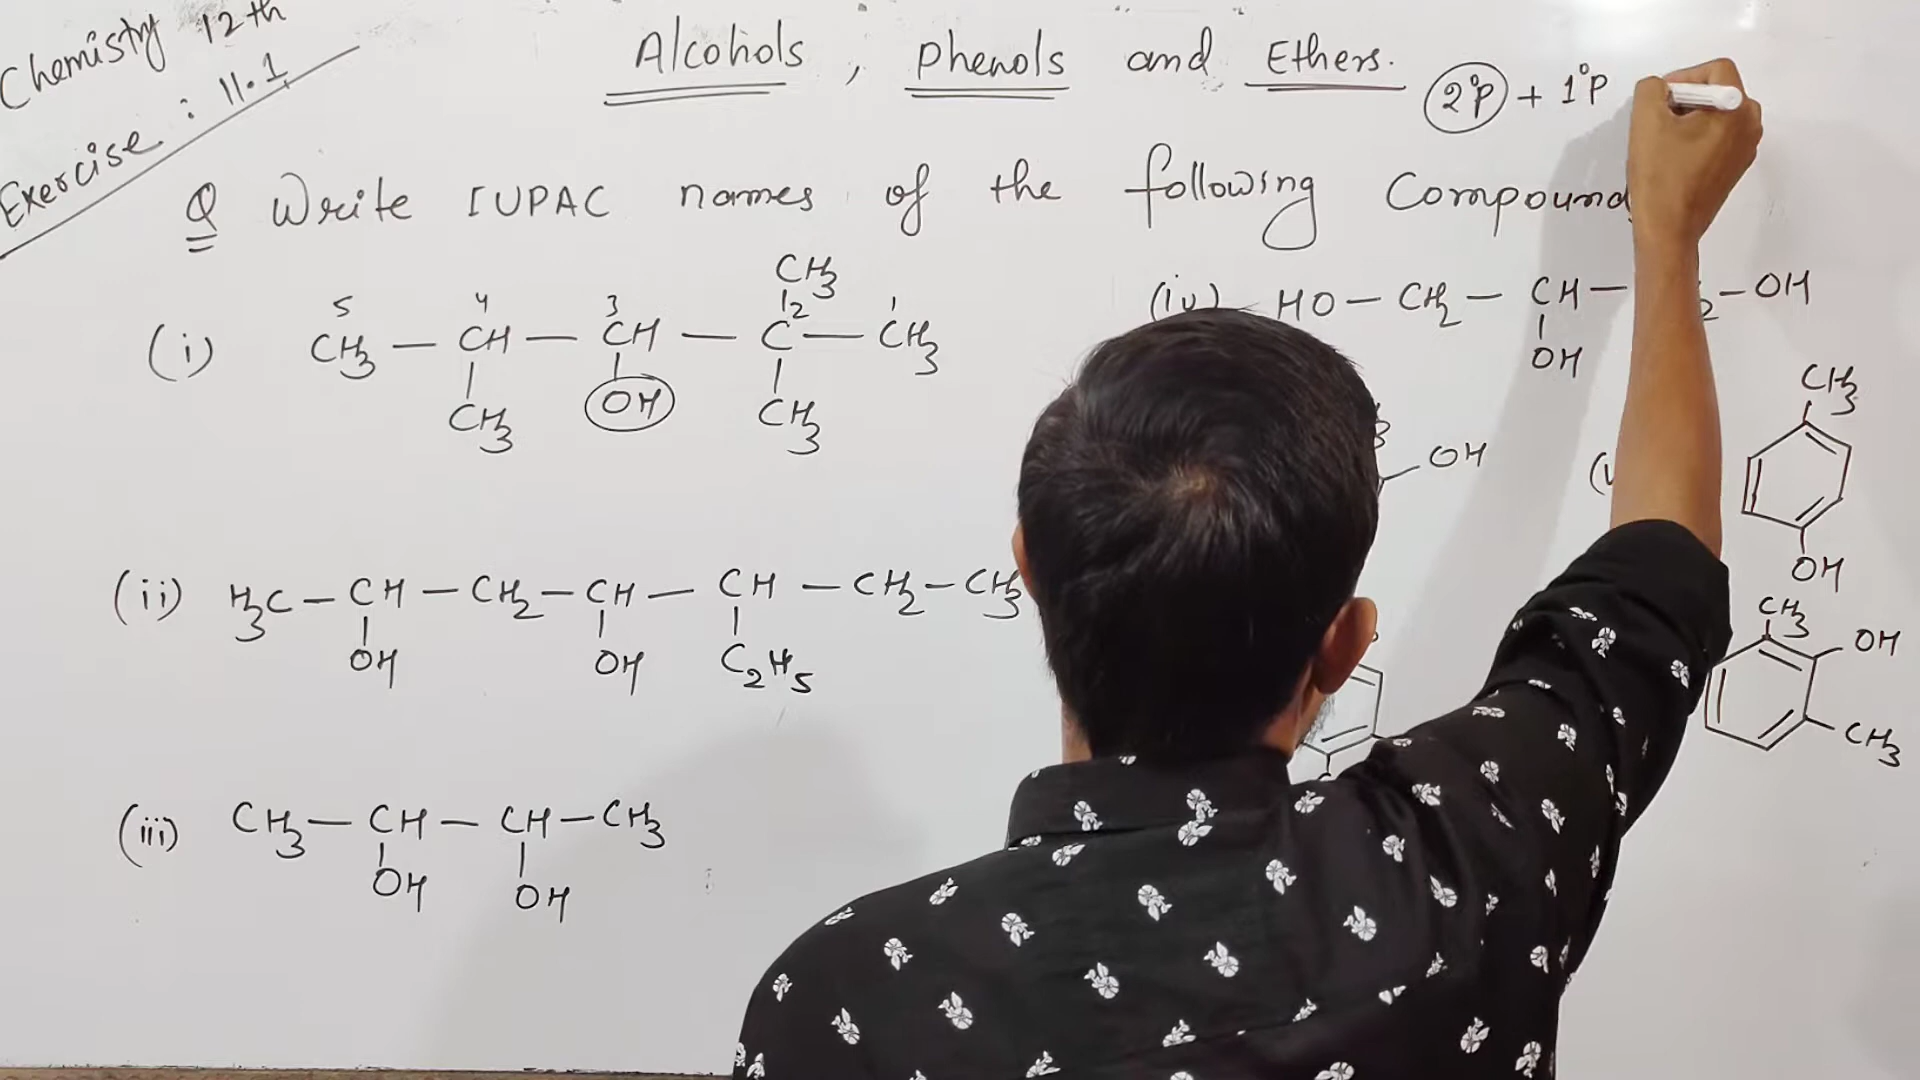 Chemistry 12th
Exercise : 11.1
Alcohols , Phenols and Ethers.
2°P + 1°P
Q Write IUPAC names of the following Compound
(i) CH3 — CH — CH — C — CH3
5 4 3 2 1
CH3
CH3 OH CH3
(ii) H3C — CH — CH2 — CH — CH — CH2 — CH3
OH OH C2H5
(iii) CH3 — CH — CH — CH3
OH OH
(iv) HO — CH2 — CH — 2 — OH
OH
OH
CH3
OH
CH3
OH
CH3